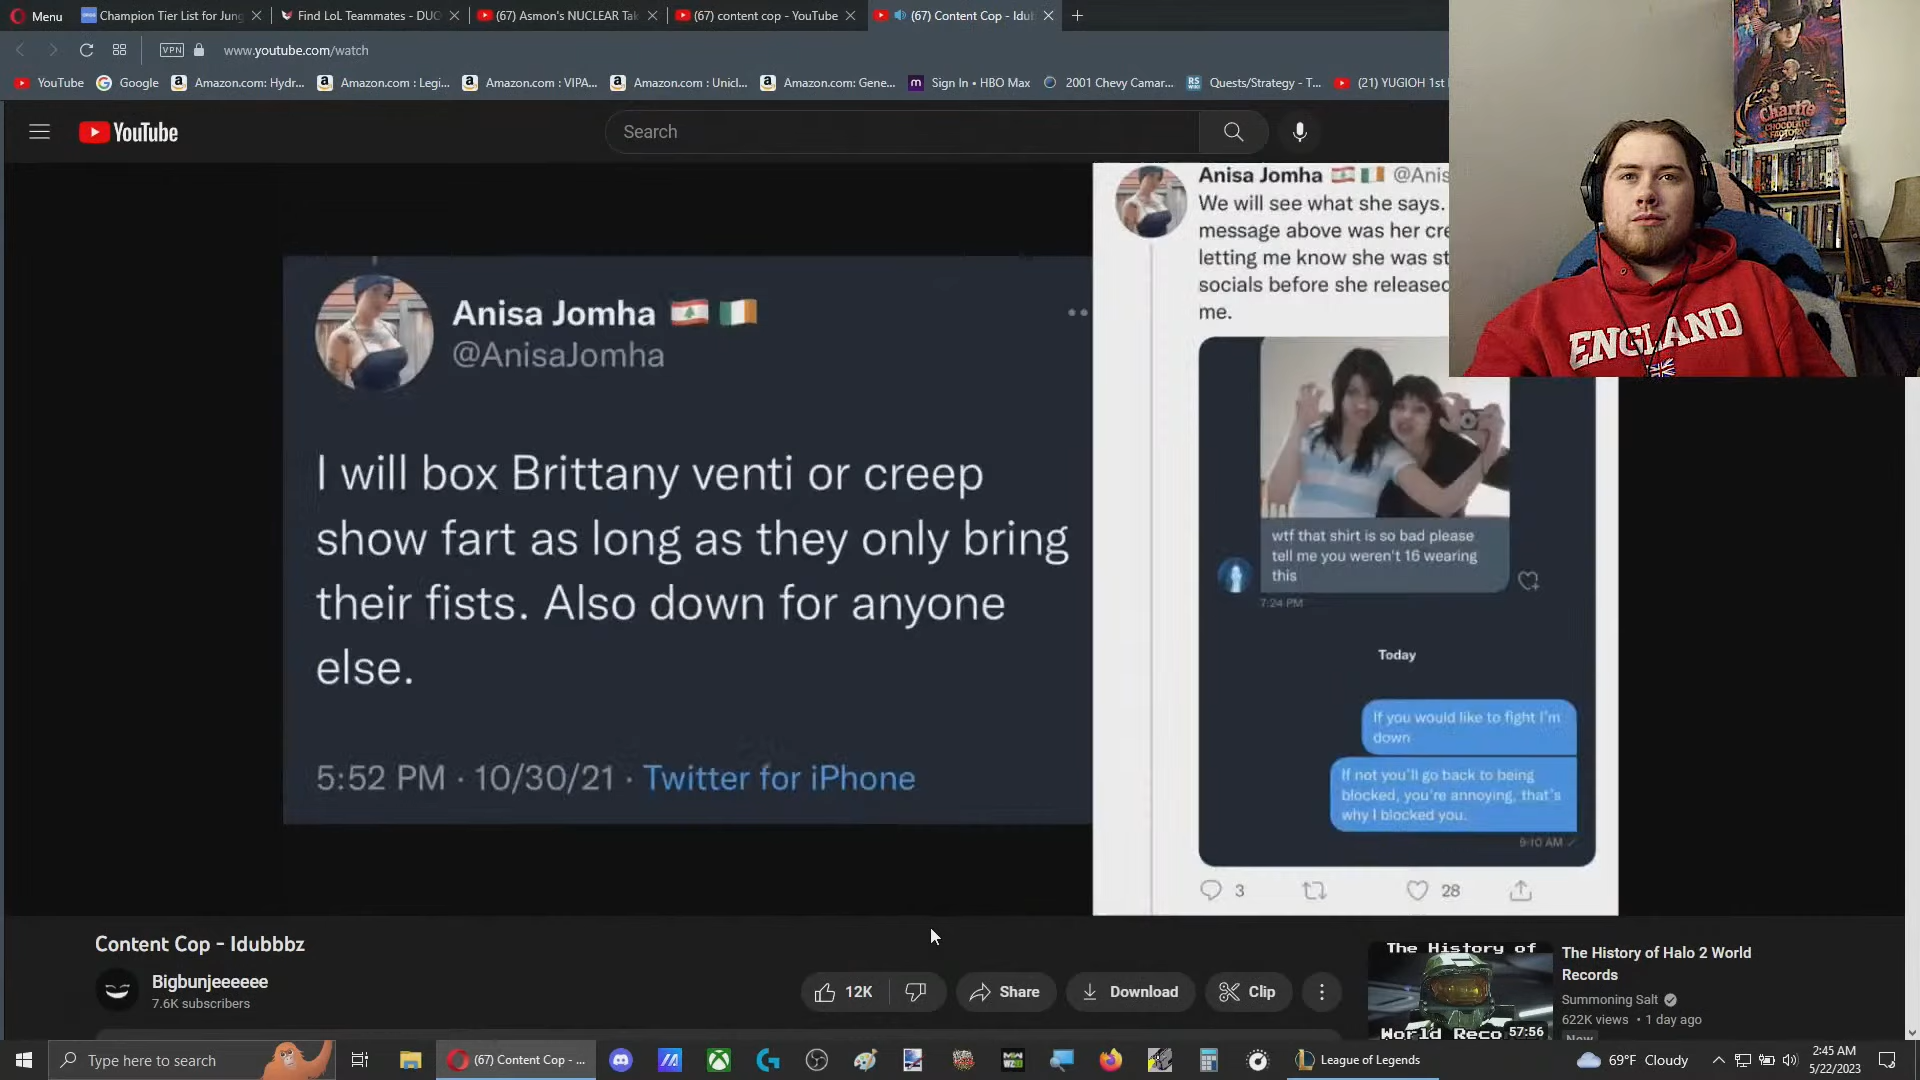 Menu
Champion Tier List for Jung
Find LoL Teammates - DUO
(67) Asmon's NUCLEAR Tak
(67) content cop - YouTube
(67) Content Cop - Idub
VPN
www.youtube.com/watch
YouTube
Google
Amazon.com: Hydr...
Amazon.com : Legi...
Amazon.com : VIPA...
Amazon.com : Unicl...
Amazon.com: Gene...
Sign In • HBO Max
2001 Chevy Camar...
Quests/Strategy - T...
(21) YUGIOH 1st
Charlie
and the
CHOCOLATE
FACTORY
ENGLAND
YouTube
Search
Anisa Jomha
@AnisaJomha
I will box Brittany venti or creep
show fart as long as they only bring
their fists. Also down for anyone
else.
5:52 PM · 10/30/21 · Twitter for iPhone
Anisa Jomha @Anis
We will see what she says.
message above was her cre
letting me know she was st
socials before she released
me.
wtf that shirt is so bad please
tell me you weren't 16 wearing
this
7:24 PM
Today
If you would like to fight I'm
down
If not you'll go back to being
blocked, you're annoying, that's
why I blocked you.
9:10 AM
3
28
Content Cop - Idubbbz
Bigbunjeeeeee
7.6K subscribers
12K
Share
Download
Clip
The History of
World Reco
57:56
The History of Halo 2 World
Records
Summoning Salt
622K views • 1 day ago
New
Type here to search
(67) Content Cop - ...
League of Legends
69°F Cloudy
2:45 AM
5/22/2023